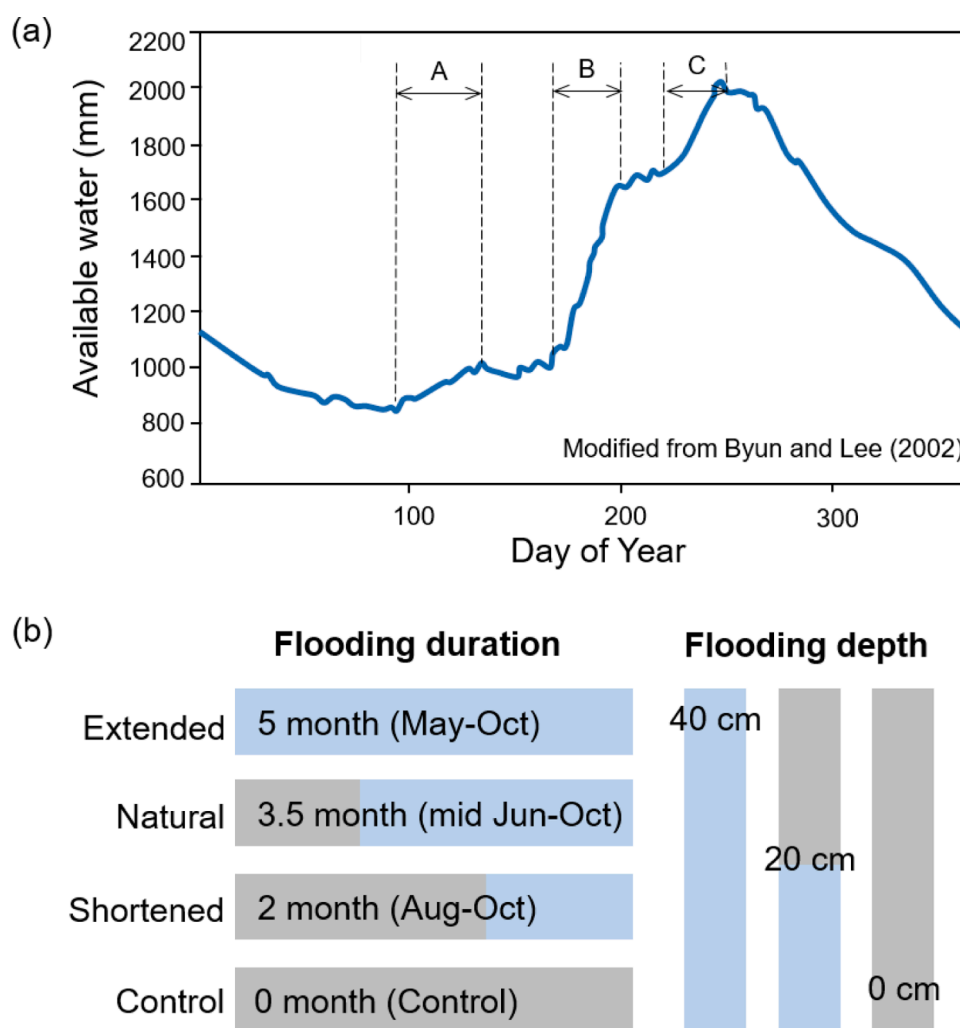 (a)
2200
2000
1800
1600
1400
1200
1000
800
600
Available water (mm)
A
B
C
Modified from Byun and Lee (2002)
100
200
300
Day of Year
(b)
Flooding duration
Flooding depth
Extended
5 month (May-Oct)
40 cm
Natural
3.5 month (mid Jun-Oct)
20 cm
Shortened
2 month (Aug-Oct)
Control
0 month (Control)
0 cm